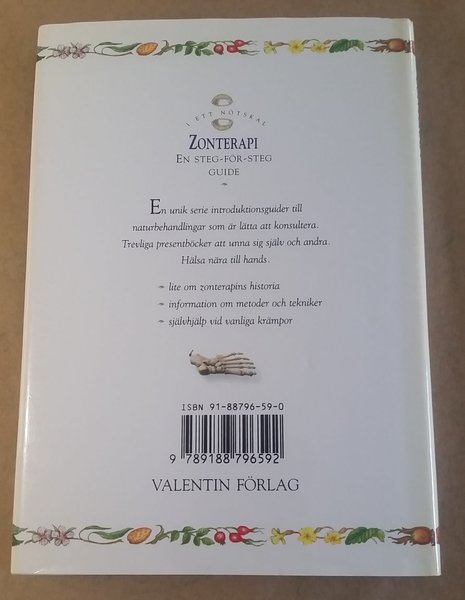 I ETT NÖTSKAL
ZONTERAPI
EN STEG-FÖR-STEG
GUIDE
En unik serie introduktionsguider till
naturbehandlingar som är lätta att konsultera.
Trevliga presentböcker att unna sig själv och andra.
Hälsa nära till hands.
lite om zonterapins historia
information om metoder och tekniker
självhjälp vid vanliga krämpor
ISBN 91-88796-59-0
9 789188 796592
VALENTIN FÖRLAG